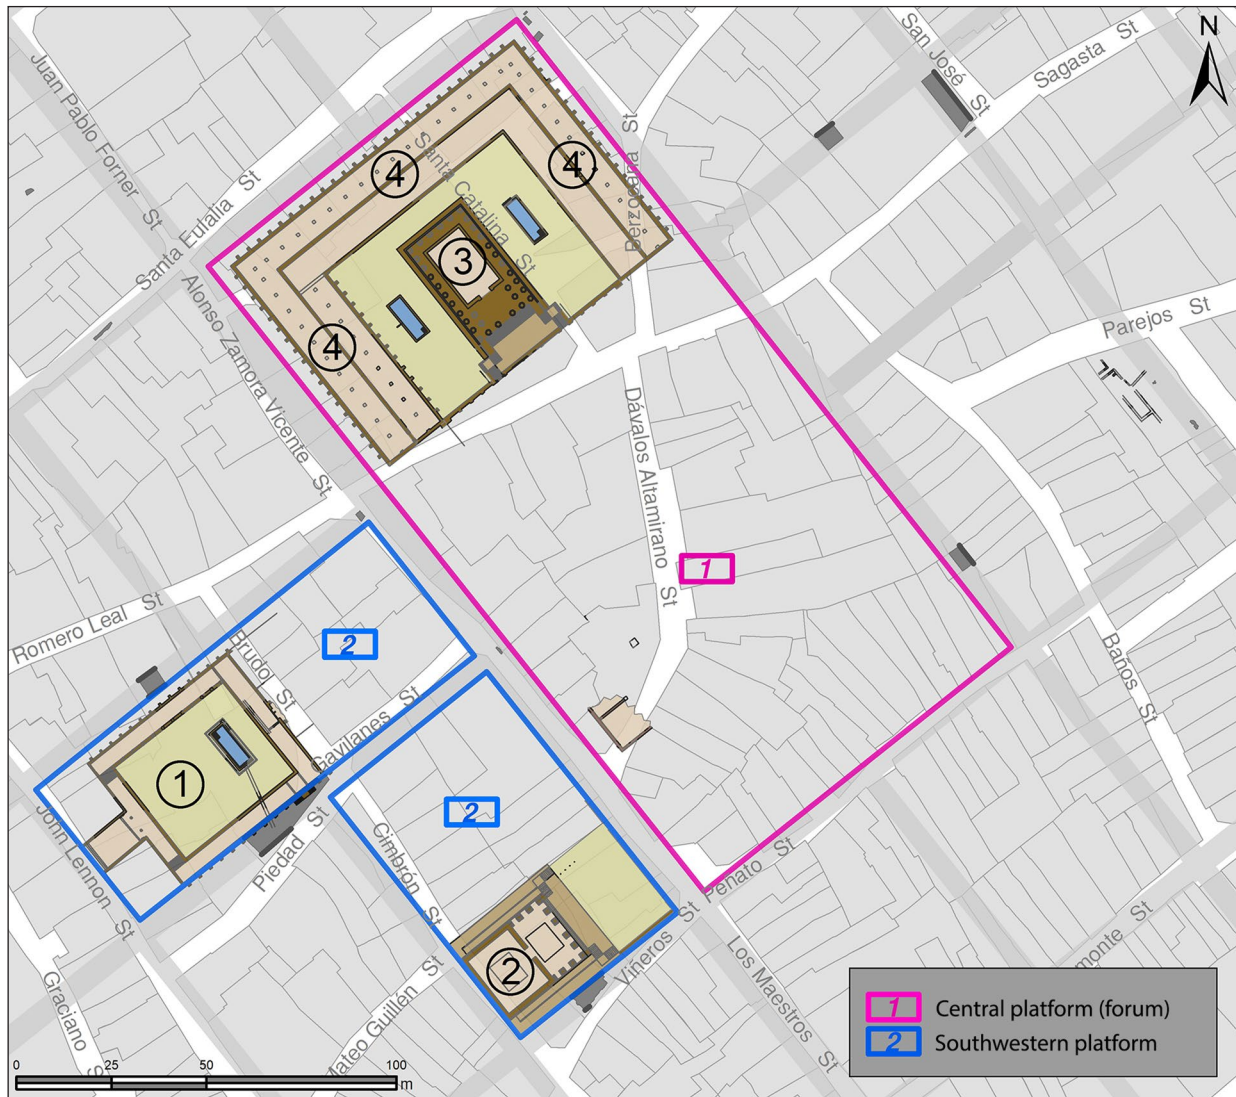 N
San José St
Sagasta St
Juan Pablo Forner St
Santa Eulalia St
4
Santa Catalina St
4
Berzocana St
3
4
Alonso Zamora Vicente St
Parejos St
Dávalos Altamirano St
1
Romero Leal St
2
Brudol St
Gavilanes St
Baños St
1
2
John Lennon St
Piedad St
Cimbrón St
Peñato St
Viñeros St
2
Los Maestros St
monte St
Graciano S
Mateo Guillén St
1 Central platform (forum)
2 Southwestern platform
0 25 50 100
m